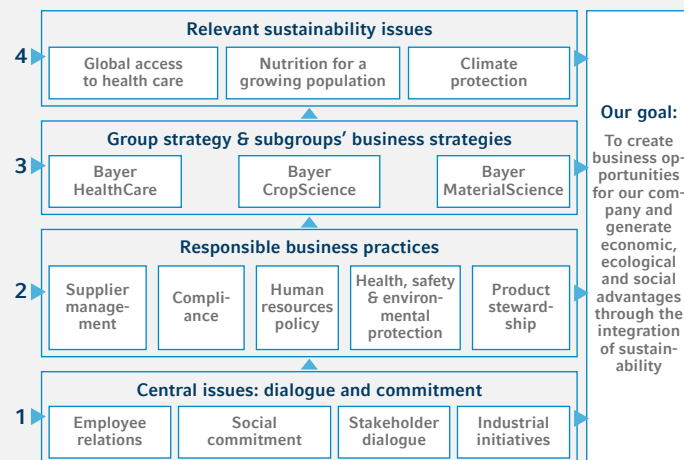 Relevant sustainability issues
4
Global access
to health care
Nutrition for a
growing population
Climate
protection
Group strategy & subgroups' business strategies
3
Bayer
HealthCare
Bayer
CropScience
Bayer
MaterialScience
Responsible business practices
2
Supplier
manage-
ment
Compli-
ance
Human
resources
policy
Health, safety
& environ-
mental
protection
Product
steward-
ship
Central issues: dialogue and commitment
1
Employee
relations
Social
commitment
Stakeholder
dialogue
Industrial
initiatives
Our goal:
To create
business op-
portunities
for our com-
pany and
generate
economic,
ecological
and social
advantages
through the
integration
of sustain-
ability